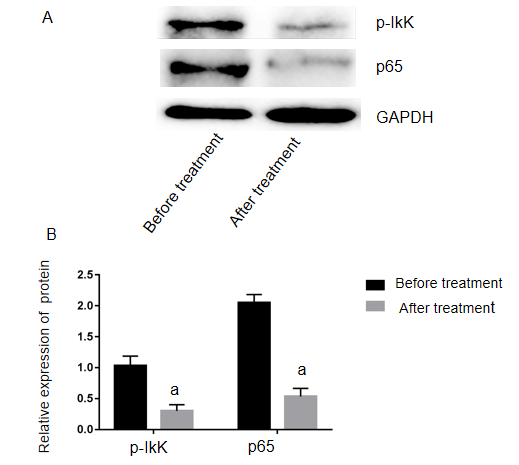 A
p-IkK
p65
GAPDH
Before treatment
After treatment
B
Relative expression of protein
2.5
2.0
1.5
1.0
0.5
0.0
a
a
p-IkK
p65
Before treatment
After treatment